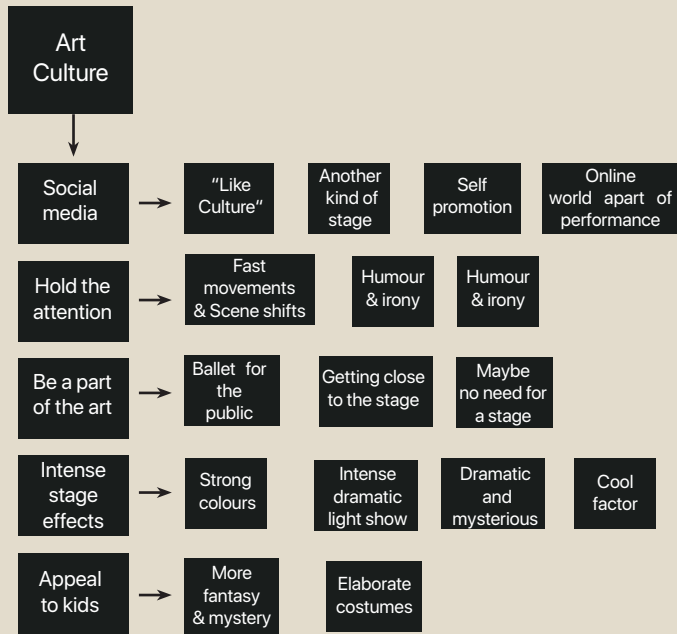 Art
Culture
Social
media
“Like
Culture“
Another
kind of
stage
Self
promotion
Online
world apart of
performance
Hold the
attention
Fast
movements
& Scene shifts
Humour
& irony
Humour
& irony
Be a part
of the art
Ballet for
the
public
Getting close
to the stage
Maybe
no need for
a stage
Intense
stage
effects
Strong
colours
Intense
dramatic
light show
Dramatic
and
mysterious
Cool
factor
Appeal
to kids
More
fantasy
& mystery
Elaborate
costumes